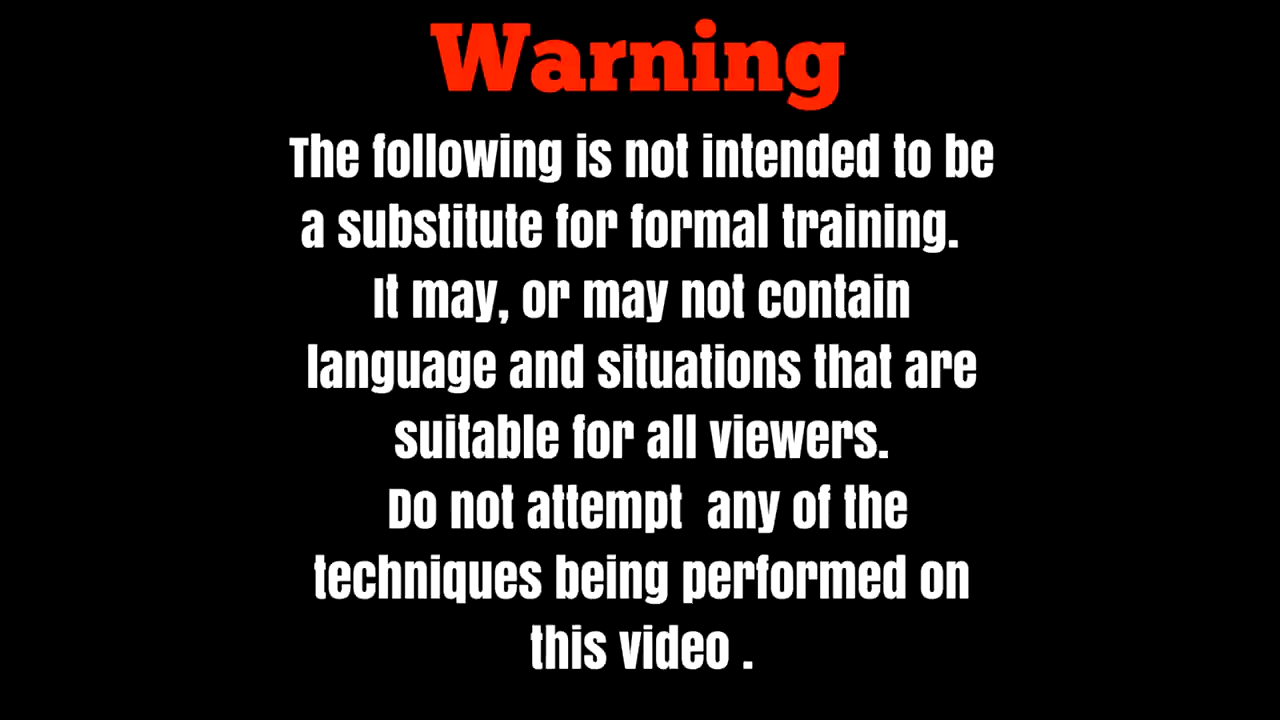 Warning
The following is not intended to be
a substitute for formal training.
It may, or may not contain
language and situations that are
suitable for all viewers.
Do not attempt  any of the
techniques being performed on
this video .